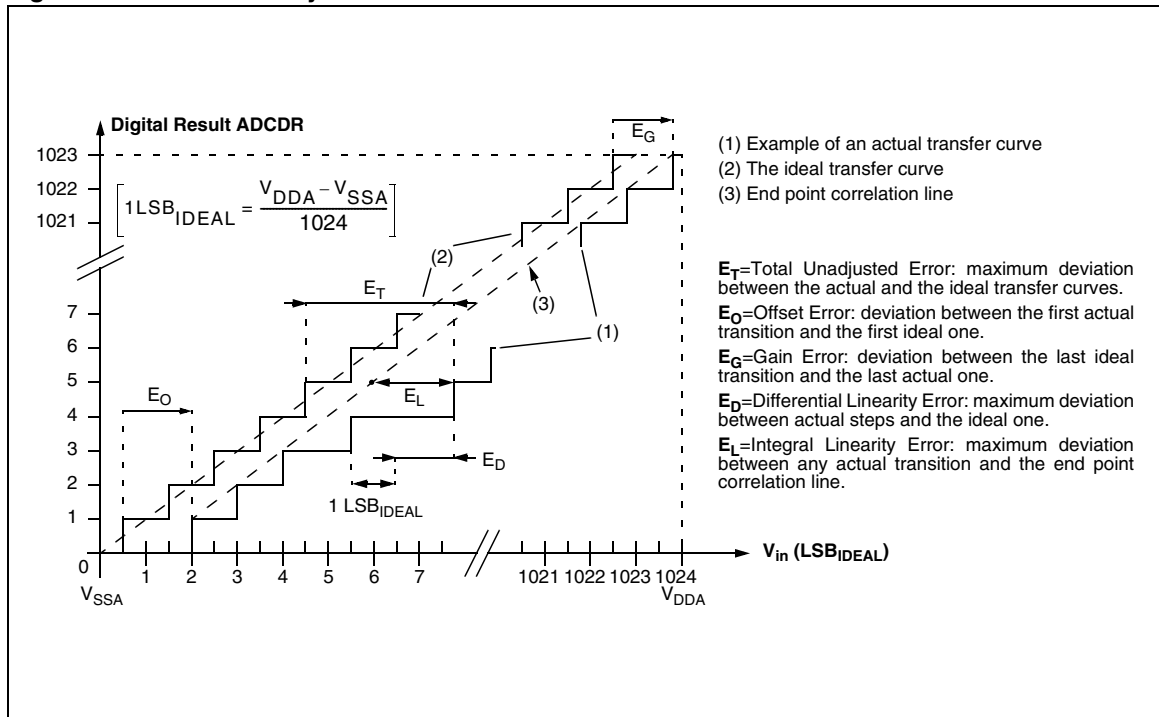 Digital Result ADCDR
1023
1022
1021
1LSB_IDEAL = (V_DDA – V_SSA) / 1024
E_G
(1) Example of an actual transfer curve
(2) The ideal transfer curve
(3) End point correlation line
(2)
E_T
(3)
(1)
7
6
5
4
3
2
1
0
E_O
E_L
E_D
1 LSB_IDEAL
E_T=Total Unadjusted Error: maximum deviation
between the actual and the ideal transfer curves.
E_O=Offset Error: deviation between the first actual
transition and the first ideal one.
E_G=Gain Error: deviation between the last ideal
transition and the last actual one.
E_D=Differential Linearity Error: maximum deviation
between actual steps and the ideal one.
E_L=Integral Linearity Error: maximum deviation
between any actual transition and the end point
correlation line.
V_in (LSB_IDEAL)
1 2 3 4 5 6 7 1021 1022 1023 1024
V_SSA V_DDA